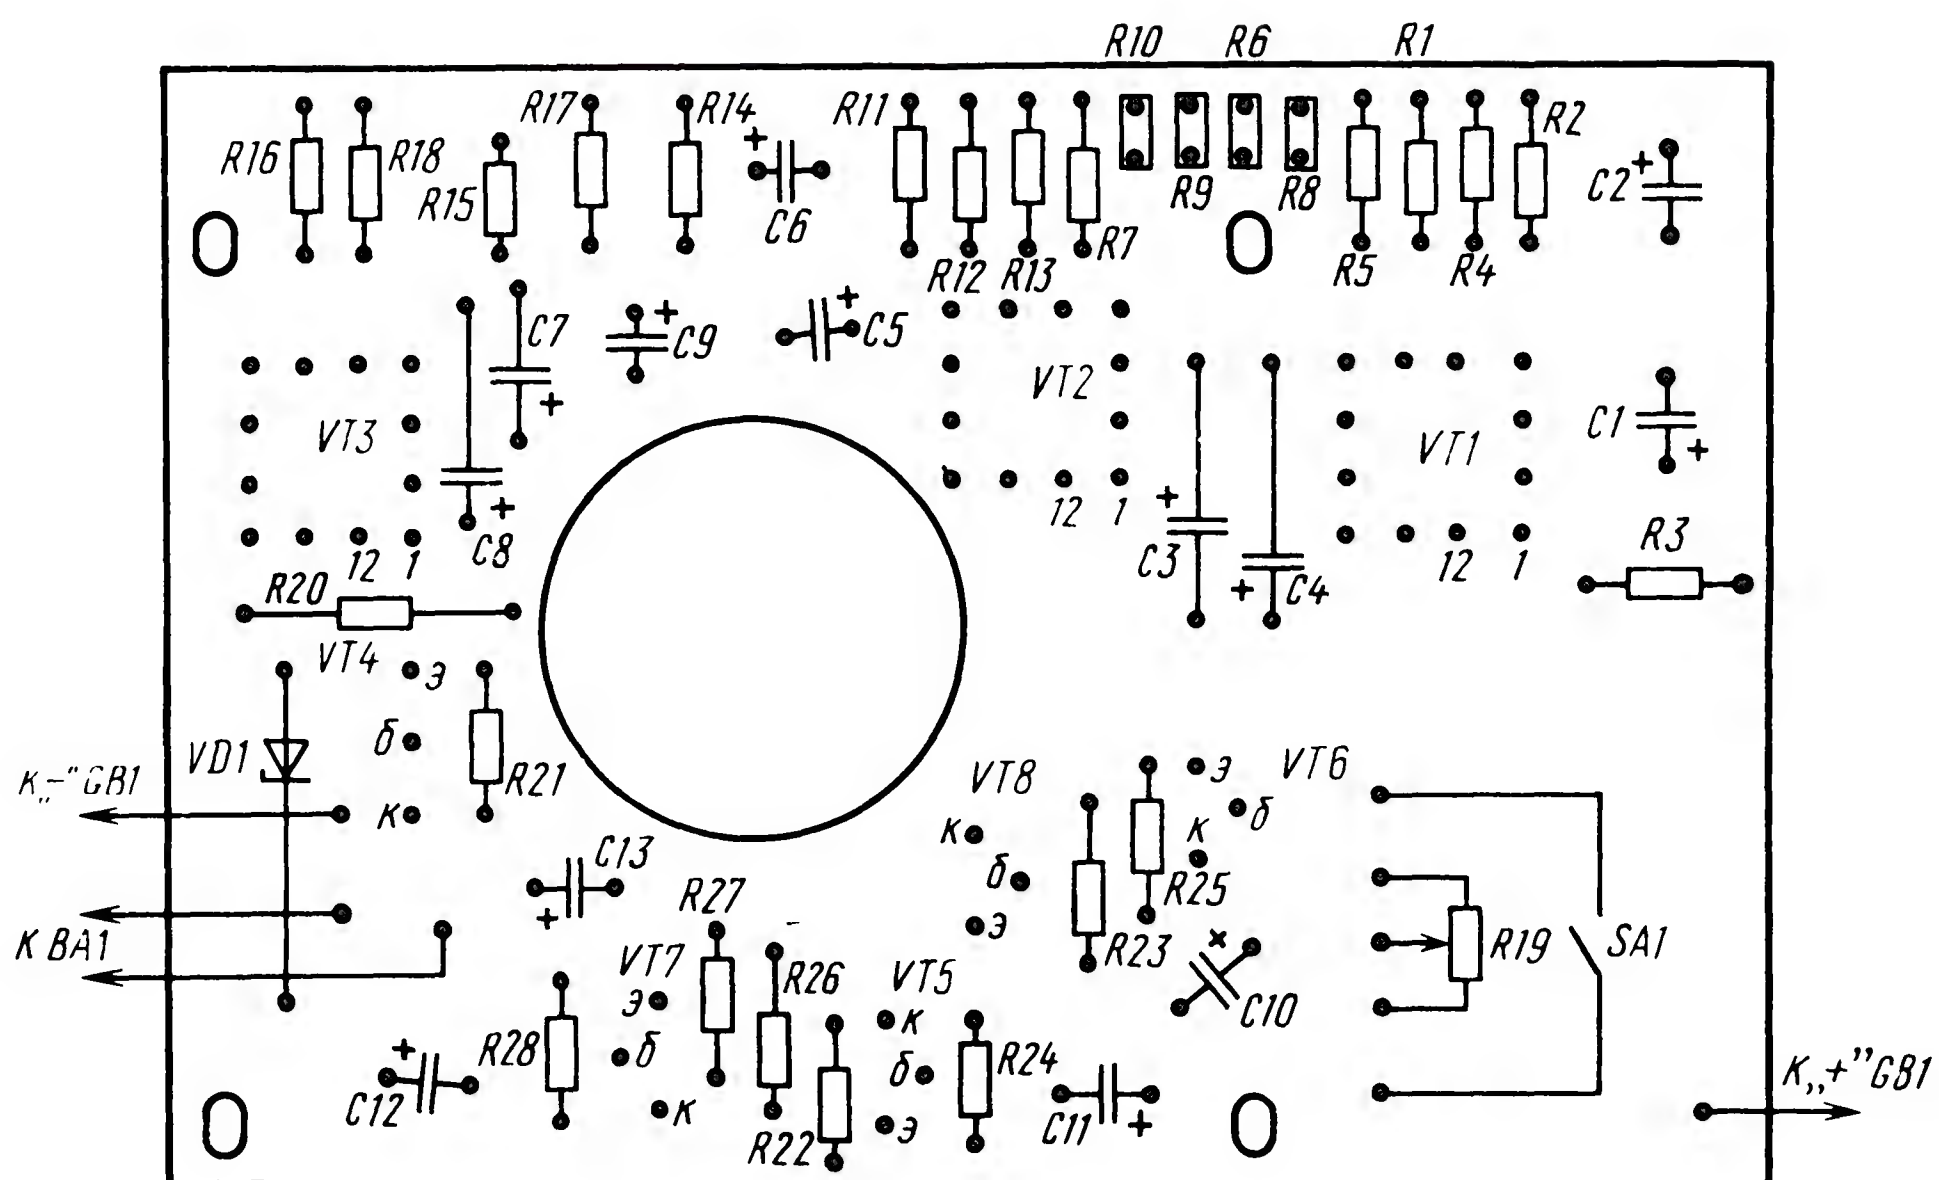 R10 R6 R1
R17 R14 R11 R2
R16 R18 R15 + C6 R9 R8 C2 +
R7
R12 R13 R5 R4
C7 + C9 + C5
VT3 + VT2 VT1 C1 +
+ C8 12 1 + C3 + C4 12 1 R3
12 1
R20
VT4 э
VD1 б R21 VT8 э VT6
К„–"GB1 к к б
C13 б к
+ R27 R25
К BA1 VT7 R26 VT5 э R23 R19 SA1
э к C10
+ C12 R28 б б R24 К„+"GB1
к R22 э C11 +